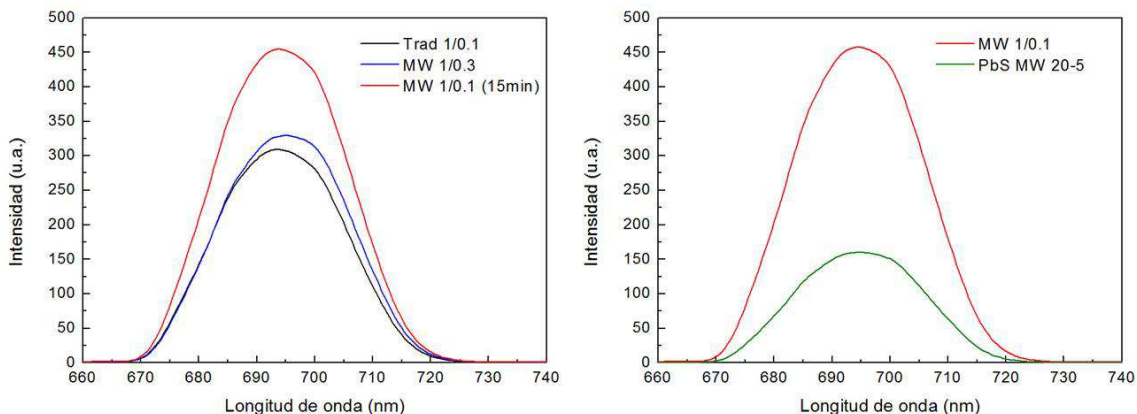 500
450
400
350
300
250
200
150
100
50
0
Intensidad (u.a.)
Trad 1/0.1
MW 1/0.3
MW 1/0.1 (15min)
660 670 680 690 700 710 720 730 740
Longitud de onda (nm)
500
450
400
350
300
250
200
150
100
50
0
Intensidad (u.a.)
MW 1/0.1
PbS MW 20-5
660 670 680 690 700 710 720 730 740
Longitud de onda (nm)